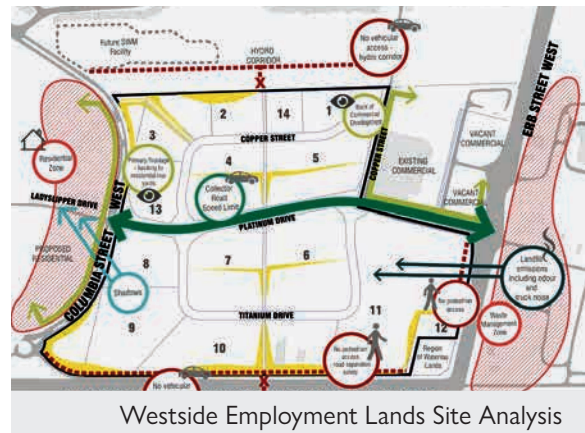 Future SWM
Facility
HYDRO
CORRIDOR
No vehicular
access -
hydro corridor
ERB STREET WEST
2
14
1
Back of
Commercial
Development
3
COPPER STREET
COPPER STREET
VACANT
COMMERCIAL
EXISTING
COMMERCIAL
Residential
Zone
Primary frontage
- backing to
residential rear
yards
4
5
Collector
Road
Speed Limit
VACANT
COMMERCIAL
LADYSLIPPER DRIVE
13
PLATINUM DRIVE
PROPOSED
RESIDENTIAL
COLUMBIA STREET WEST
8
7
6
Landfill
emissions
including odour
and
truck noise
Shadows
No pedestrian
access
Waste
Management
Zone
TITANIUM DRIVE
11
9
10
12
No pedestrian
access
Region
of Waterloo
Lands
No vehicular
Westside Employment Lands Site Analysis